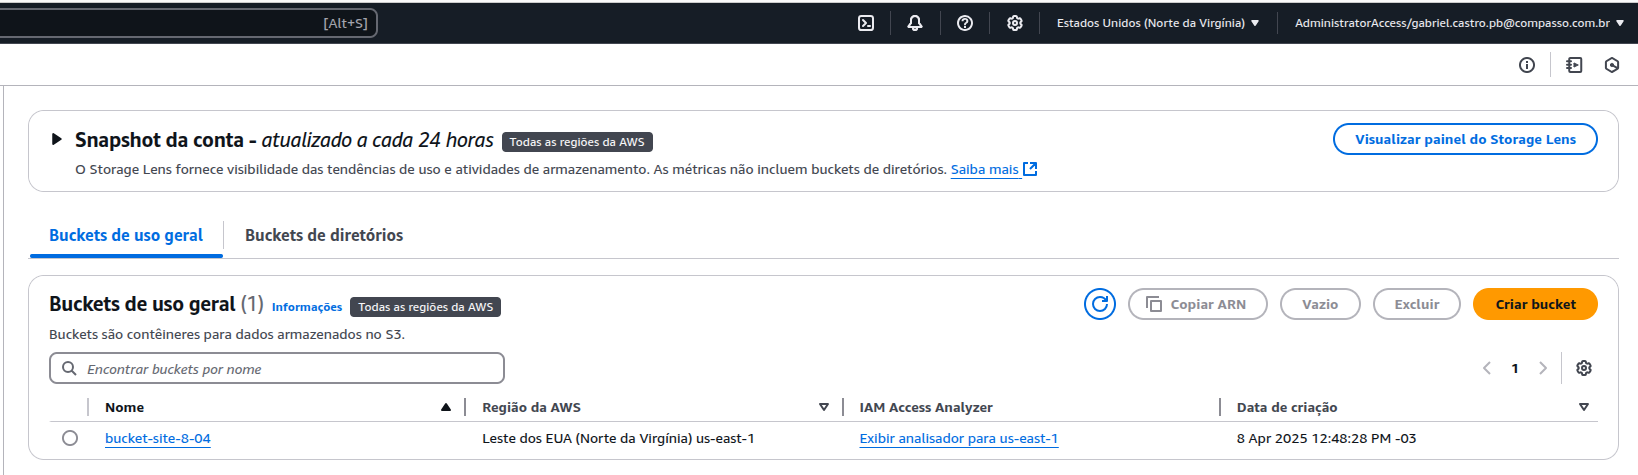 [Alt+S]
Estados Unidos (Norte da Virgínia)
AdministratorAccess/gabriel.castro.pb@compasso.com.br
Snapshot da conta - atualizado a cada 24 horas Todas as regiões da AWS
Visualizar painel do Storage Lens
O Storage Lens fornece visibilidade das tendências de uso e atividades de armazenamento. As métricas não incluem buckets de diretórios. Saiba mais
Buckets de uso geral Buckets de diretórios
Buckets de uso geral (1) Informações Todas as regiões da AWS
Copiar ARN Vazio Excluir Criar bucket
Buckets são contêineres para dados armazenados no S3.
Encontrar buckets por nome
1
Nome Região da AWS IAM Access Analyzer Data de criação
bucket-site-8-04 Leste dos EUA (Norte da Virgínia) us-east-1 Exibir analisador para us-east-1 8 Apr 2025 12:48:28 PM -03